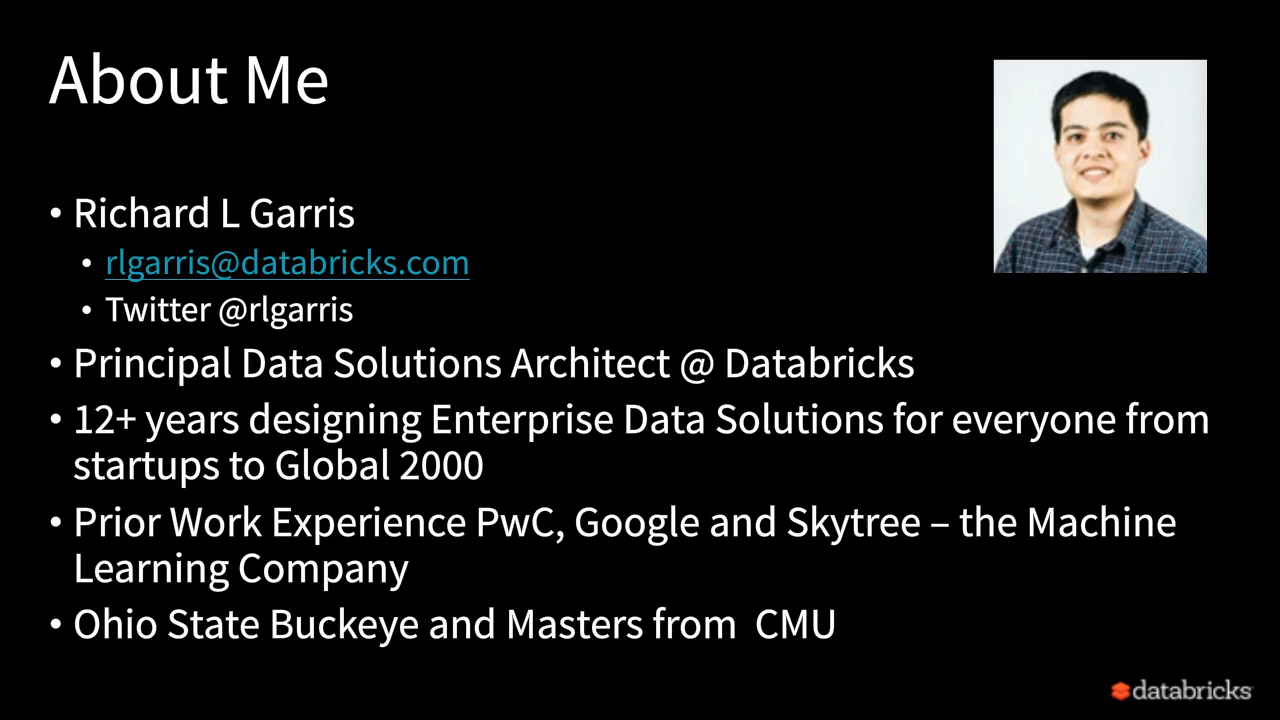 About Me
• Richard L Garris
• rlgarris@databricks.com
• Twitter @rlgarris
• Principal Data Solutions Architect @ Databricks
• 12+ years designing Enterprise Data Solutions for everyone from
startups to Global 2000
• Prior Work Experience PwC, Google and Skytree – the Machine
Learning Company
• Ohio State Buckeye and Masters from  CMU
databricks